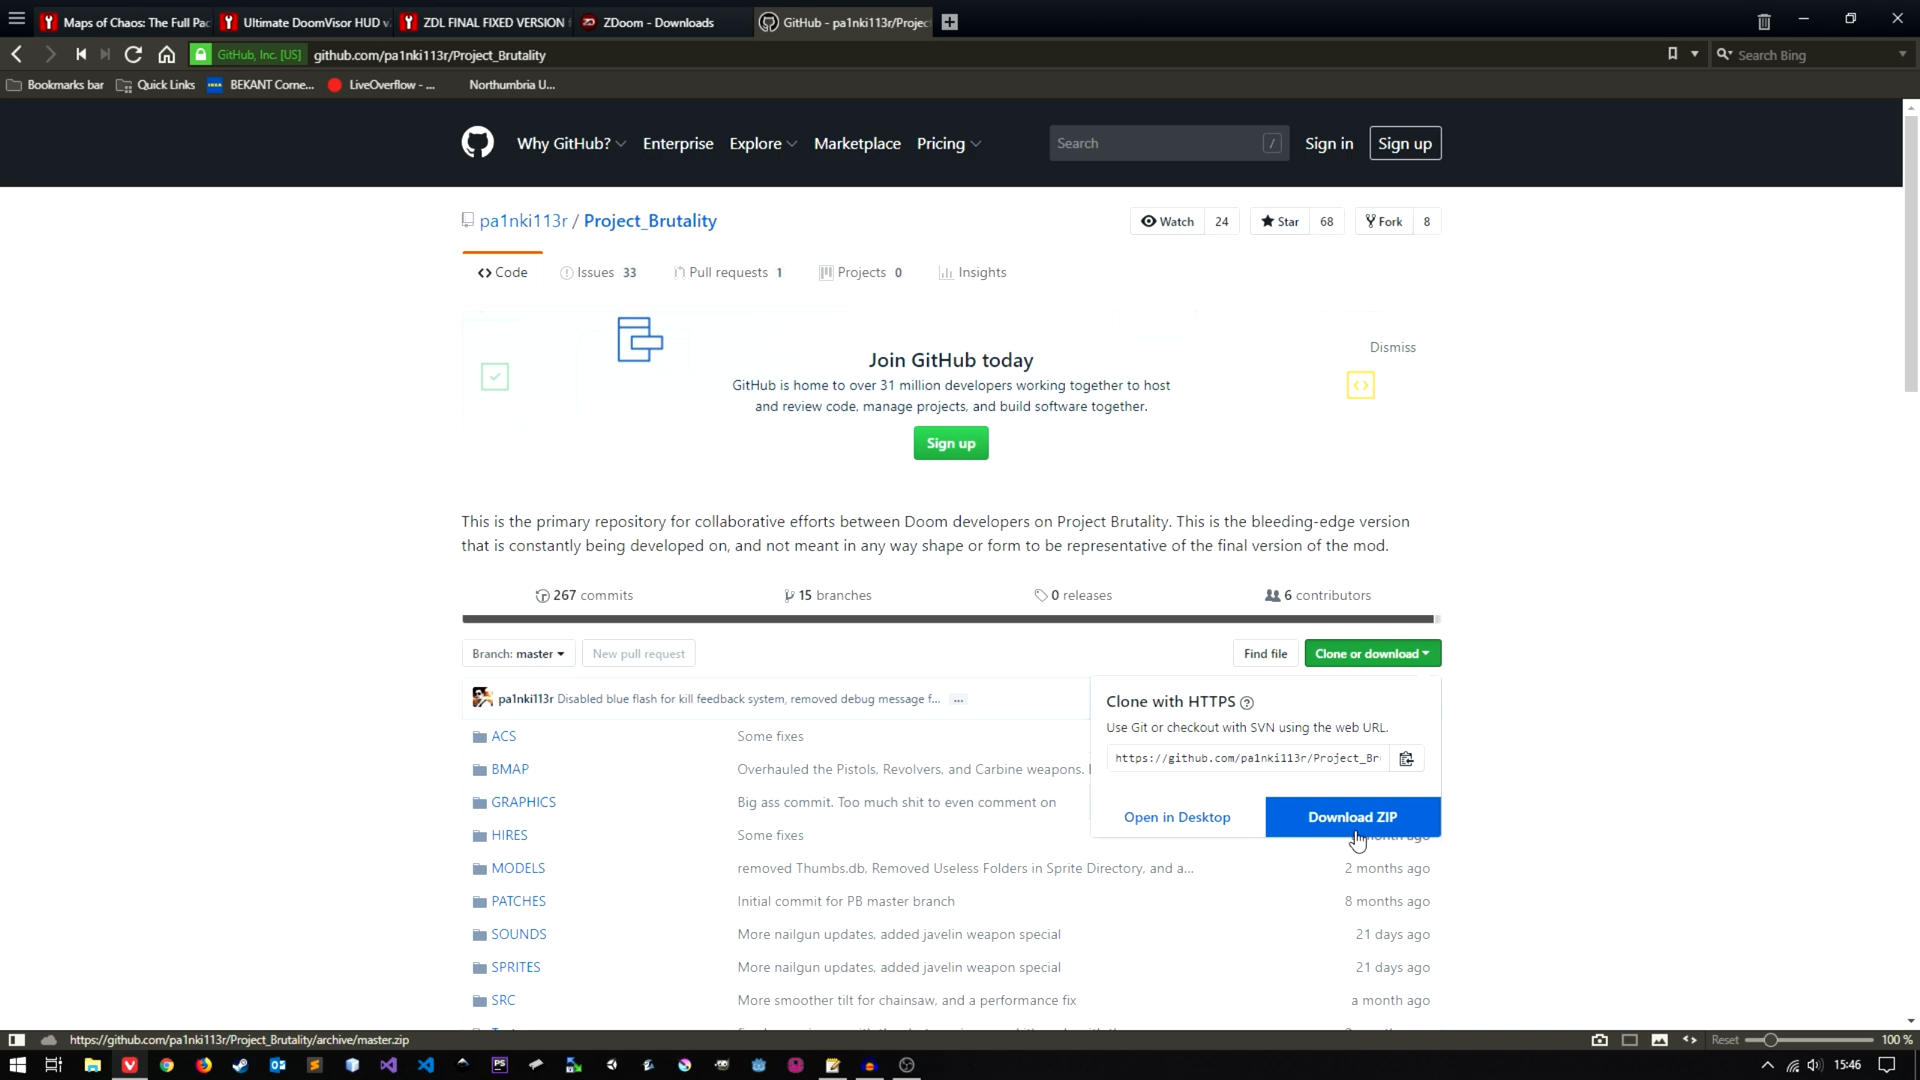 Maps of Chaos: The Full Pac
Ultimate DoomVisor HUD v
ZDL FINAL FIXED VERSION
ZDoom - Downloads
GitHub - pa1nki113r/Projec
GitHub, Inc. [US]
github.com/pa1nki113r/Project_Brutality
Search Bing
Bookmarks bar
Quick Links
BEKANT Corne...
LiveOverflow - ...
Northumbria U...
Why GitHub?
Enterprise
Explore
Marketplace
Pricing
Search
/
Sign in
Sign up
pa1nki113r / Project_Brutality
Watch 24
Star 68
Fork 8
Code
Issues 33
Pull requests 1
Projects 0
Insights
Join GitHub today
Dismiss
GitHub is home to over 31 million developers working together to host
and review code, manage projects, and build software together.
Sign up
This is the primary repository for collaborative efforts between Doom developers on Project Brutality. This is the bleeding-edge version
that is constantly being developed on, and not meant in any way shape or form to be representative of the final version of the mod.
267 commits
15 branches
0 releases
6 contributors
Branch: master
New pull request
Find file
Clone or download
pa1nki113r Disabled blue flash for kill feedback system, removed debug message f... ...
Clone with HTTPS
Use Git or checkout with SVN using the web URL.
https://github.com/pa1nki113r/Project_Br
Open in Desktop
Download ZIP
ACS Some fixes
BMAP Overhauled the Pistols, Revolvers, and Carbine weapons.
GRAPHICS Big ass commit. Too much shit to even comment on
HIRES Some fixes month ago
MODELS removed Thumbs.db, Removed Useless Folders in Sprite Directory, and a... 2 months ago
PATCHES Initial commit for PB master branch 8 months ago
SOUNDS More nailgun updates, added javelin weapon special 21 days ago
SPRITES More nailgun updates, added javelin weapon special 21 days ago
SRC More smoother tilt for chainsaw, and a performance fix a month ago
https://github.com/pa1nki113r/Project_Brutality/archive/master.zip
Reset
100 %
15:46